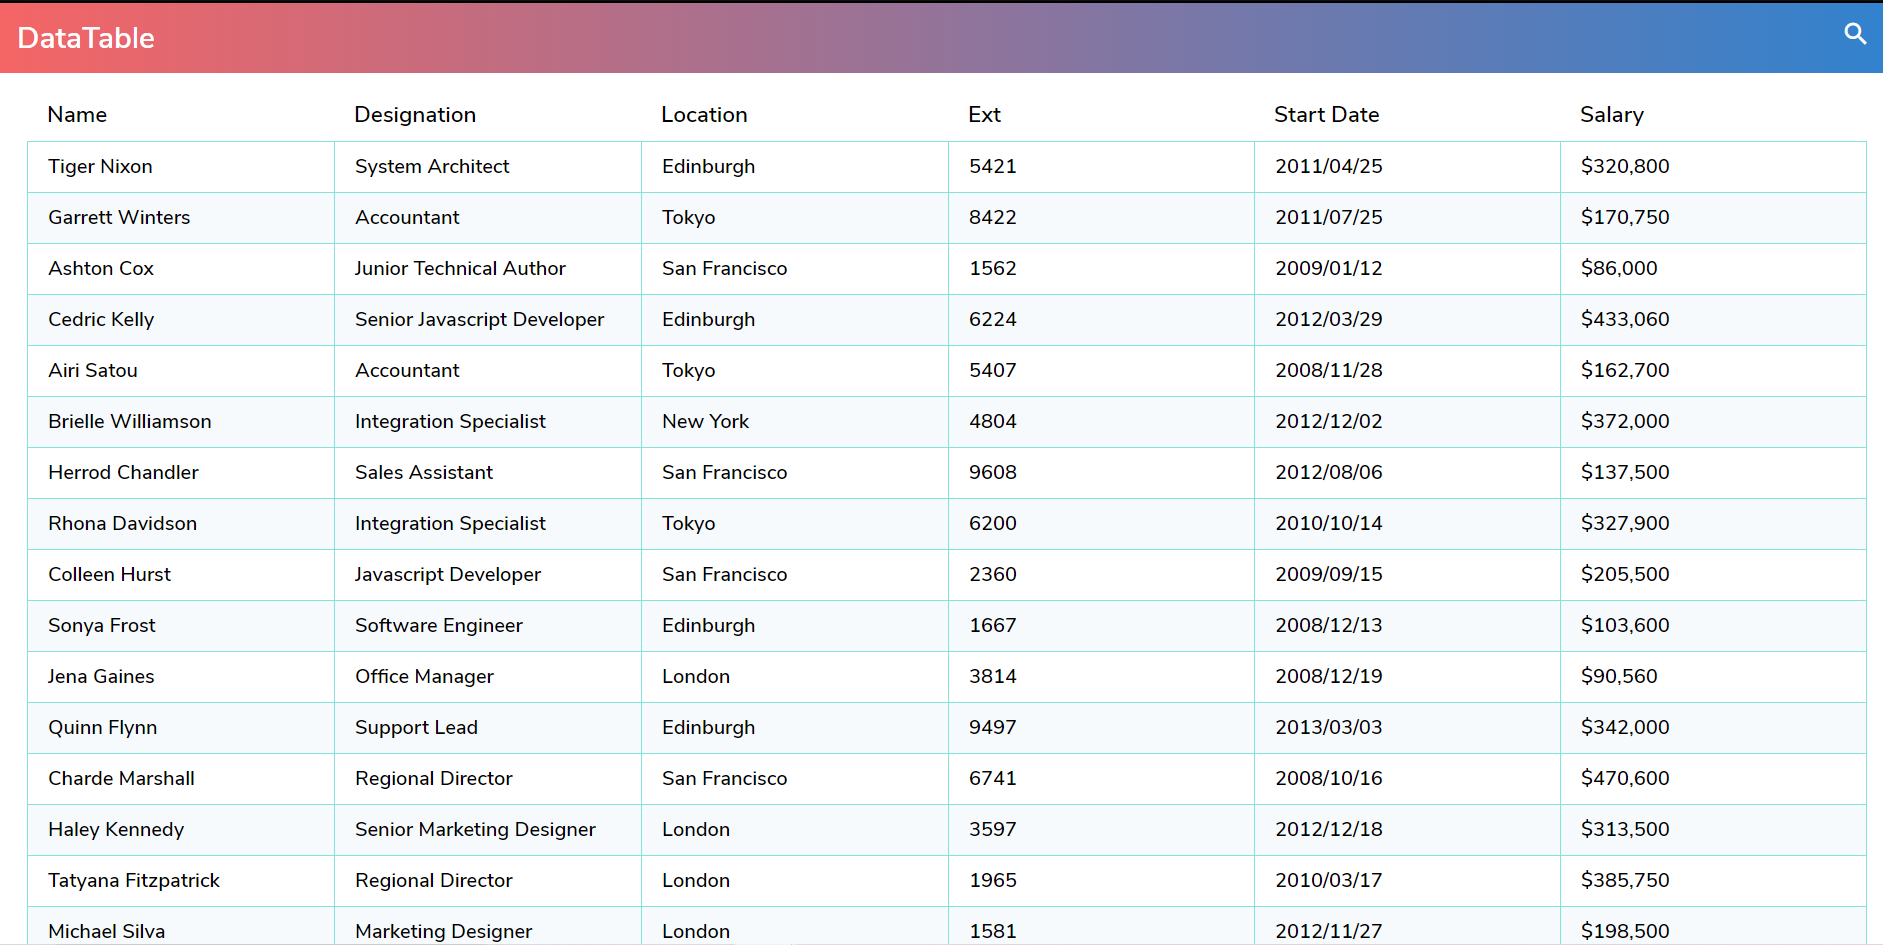 DataTable
Name Designation Location Ext Start Date Salary
Tiger Nixon System Architect Edinburgh 5421 2011/04/25 $320,800
Garrett Winters Accountant Tokyo 8422 2011/07/25 $170,750
Ashton Cox Junior Technical Author San Francisco 1562 2009/01/12 $86,000
Cedric Kelly Senior Javascript Developer Edinburgh 6224 2012/03/29 $433,060
Airi Satou Accountant Tokyo 5407 2008/11/28 $162,700
Brielle Williamson Integration Specialist New York 4804 2012/12/02 $372,000
Herrod Chandler Sales Assistant San Francisco 9608 2012/08/06 $137,500
Rhona Davidson Integration Specialist Tokyo 6200 2010/10/14 $327,900
Colleen Hurst Javascript Developer San Francisco 2360 2009/09/15 $205,500
Sonya Frost Software Engineer Edinburgh 1667 2008/12/13 $103,600
Jena Gaines Office Manager London 3814 2008/12/19 $90,560
Quinn Flynn Support Lead Edinburgh 9497 2013/03/03 $342,000
Charde Marshall Regional Director San Francisco 6741 2008/10/16 $470,600
Haley Kennedy Senior Marketing Designer London 3597 2012/12/18 $313,500
Tatyana Fitzpatrick Regional Director London 1965 2010/03/17 $385,750
Michael Silva Marketing Designer London 1581 2012/11/27 $198,500